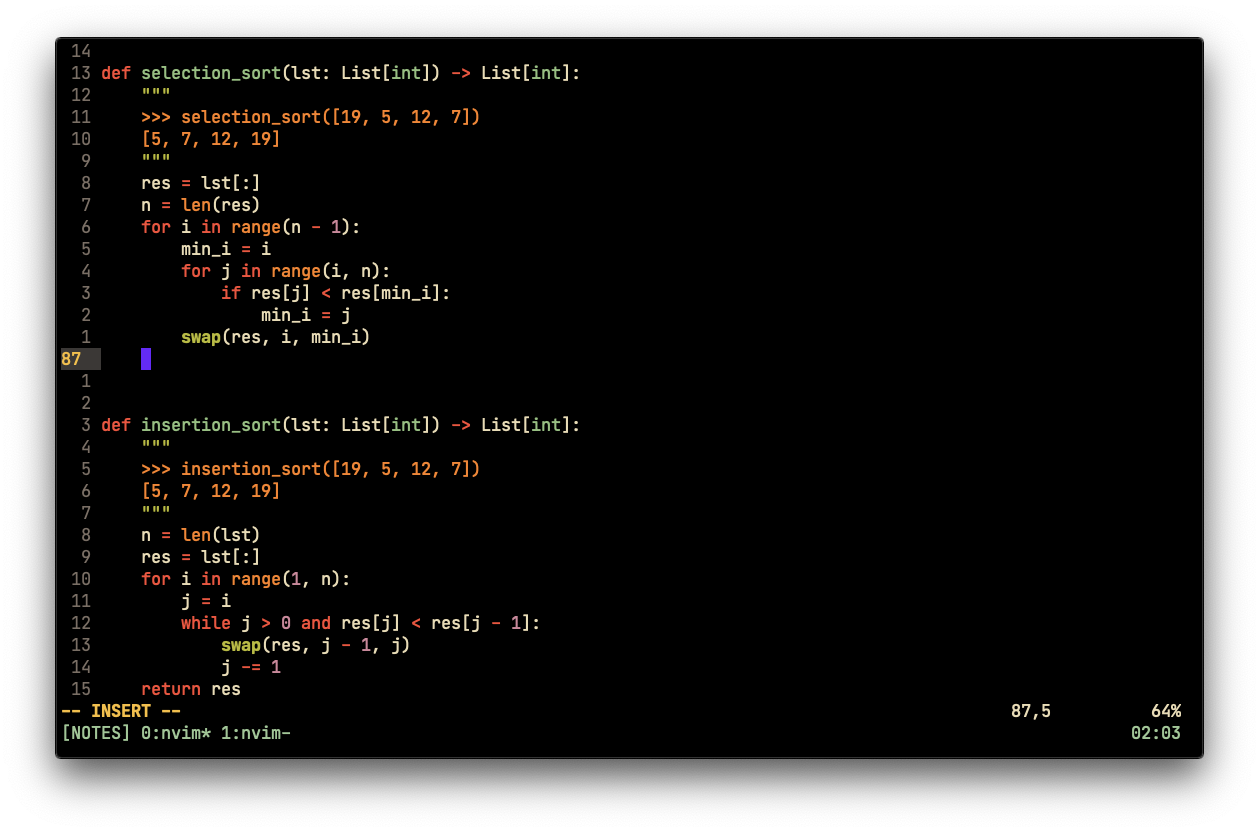 14
13 def selection_sort(lst: List[int]) -> List[int]:
12     """
11     >>> selection_sort([19, 5, 12, 7])
10     [5, 7, 12, 19]
 9     """
 8     res = lst[:]
 7     n = len(res)
 6     for i in range(n - 1):
 5         min_i = i
 4         for j in range(i, n):
 3             if res[j] < res[min_i]:
 2                 min_i = j
 1         swap(res, i, min_i)
87
 1
 2
 3 def insertion_sort(lst: List[int]) -> List[int]:
 4     """
 5     >>> insertion_sort([19, 5, 12, 7])
 6     [5, 7, 12, 19]
 7     """
 8     n = len(lst)
 9     res = lst[:]
10     for i in range(1, n):
11         j = i
12         while j > 0 and res[j] < res[j - 1]:
13             swap(res, j - 1, j)
14             j -= 1
15     return res
-- INSERT -- 87,5 64%
[NOTES] 0:nvim* 1:nvim- 02:03